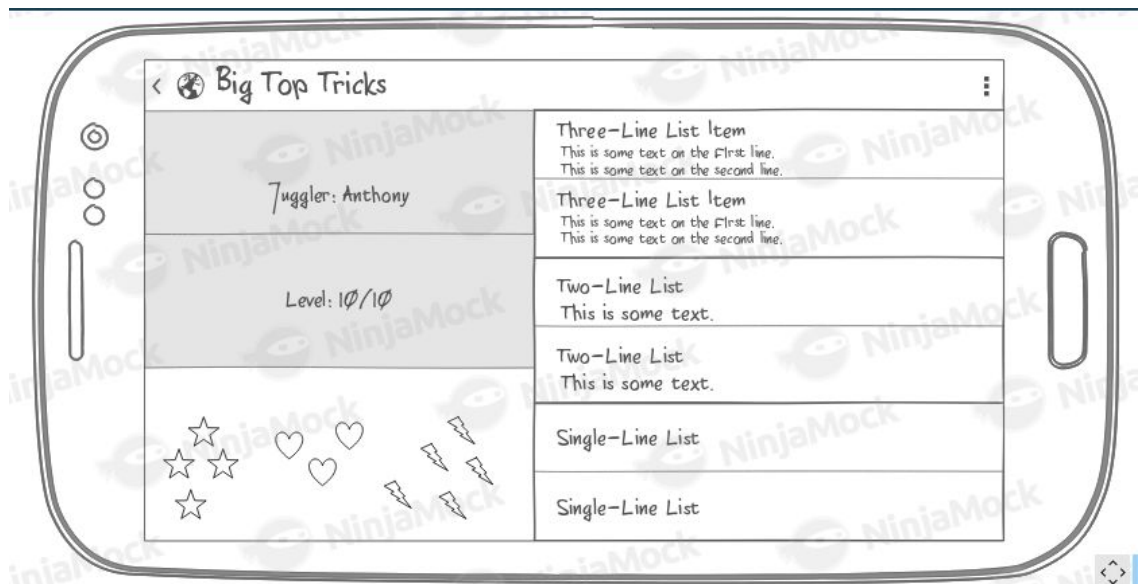 Big Top Tricks
Juggler: Anthony
Level: 10/10
Three-Line List Item
This is some text on the First line.
This is some text on the second line.
Three-Line List Item
This is some text on the First line.
This is some text on the second line.
Two-Line List
This is some text.
Two-Line List
This is some text.
Single-Line List
Single-Line List
NinjaMock